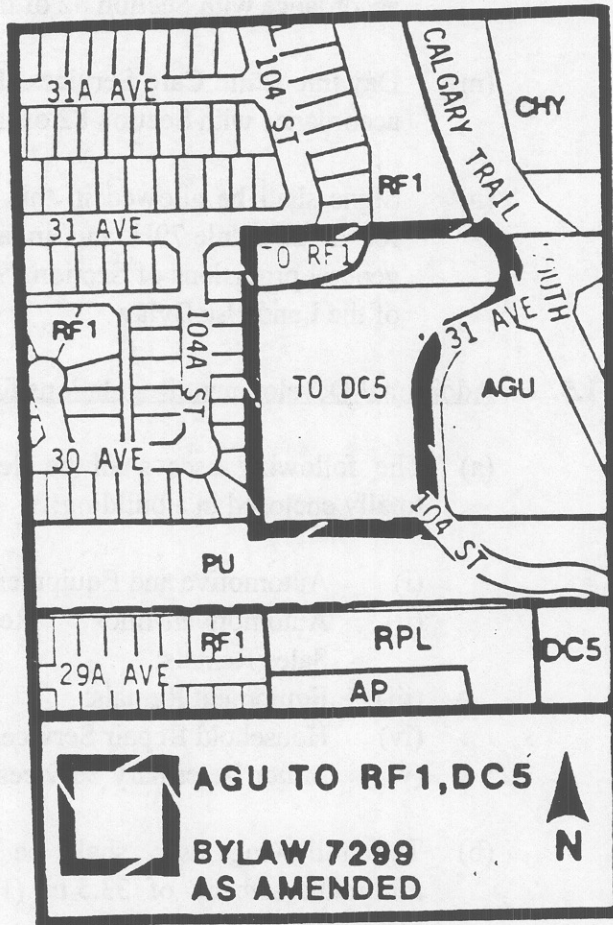 31A AVE
104 ST
CALGARY TRAIL
CHY
RF1
31 AVE
TO RF1
SOUTH
RF1
104A ST
31 AVE
TO DC5
AGU
30 AVE
104 ST
PU
RF1
RPL
DC5
29A AVE
AP
AGU TO RF1, DC5
BYLAW 7299
AS AMENDED
N